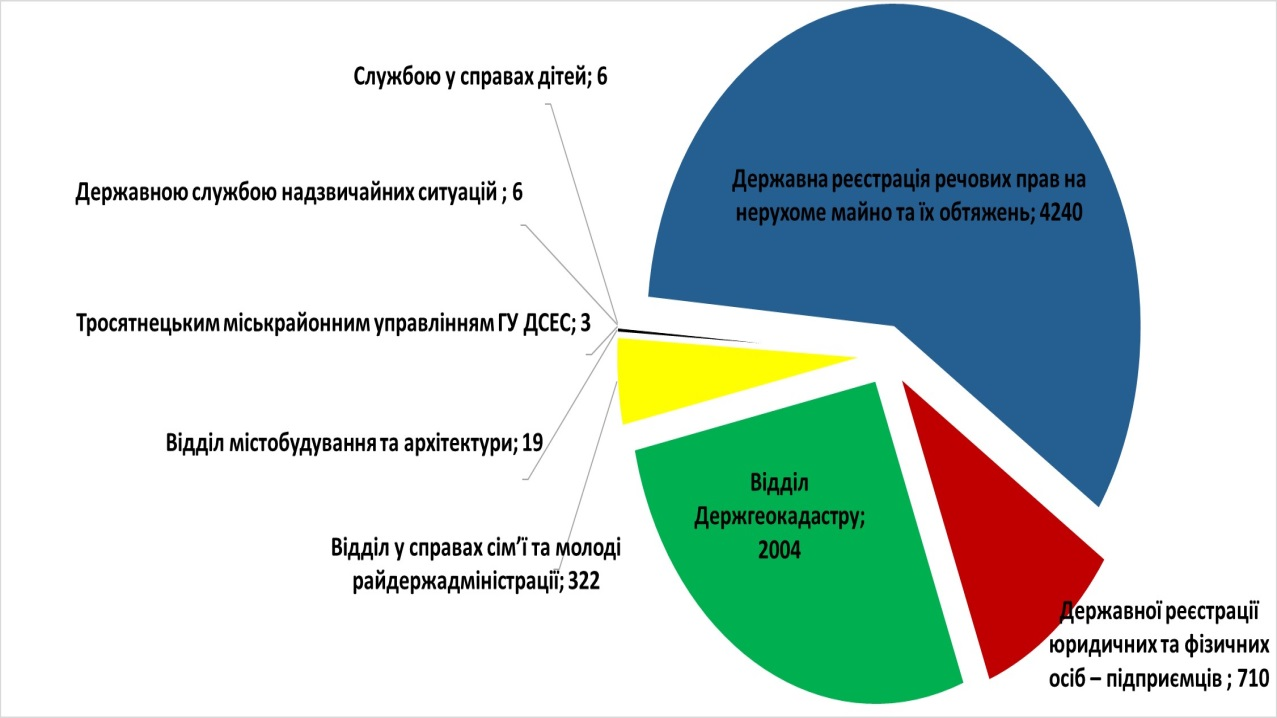 Службою у справах дітей; 6
Державна реєстрація речових прав на
нерухоме майно та їх обтяжень; 4240
Державною службою надзвичайних ситуацій ; 6
Тросятнецьким міськрайонним управлінням ГУ ДСЕС; 3
Відділ містобудування та архітектури; 19
Відділ
Держгеокадастру;
2004
Відділ у справах сім’ї та молоді
райдержадміністрації; 322
Державної реєстрації
юридичних та фізичних
осіб – підприємців ; 710